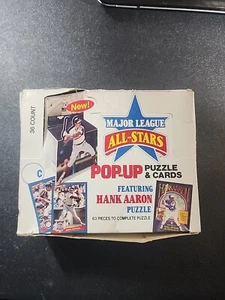 36 COUNT
New!
MAJOR LEAGUE
ALL-STARS
POP-UP PUZZLE & CARDS
FEATURING
HANK AARON
PUZZLE
63 PIECES TO COMPLETE PUZZLE
C